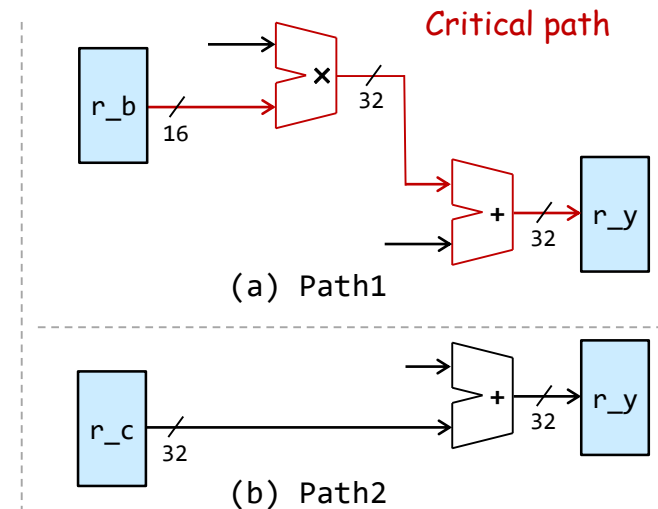 Critical path
r_b
16
×
32
+
32
r_y
(a) Path1
r_c
32
+
32
r_y
(b) Path2